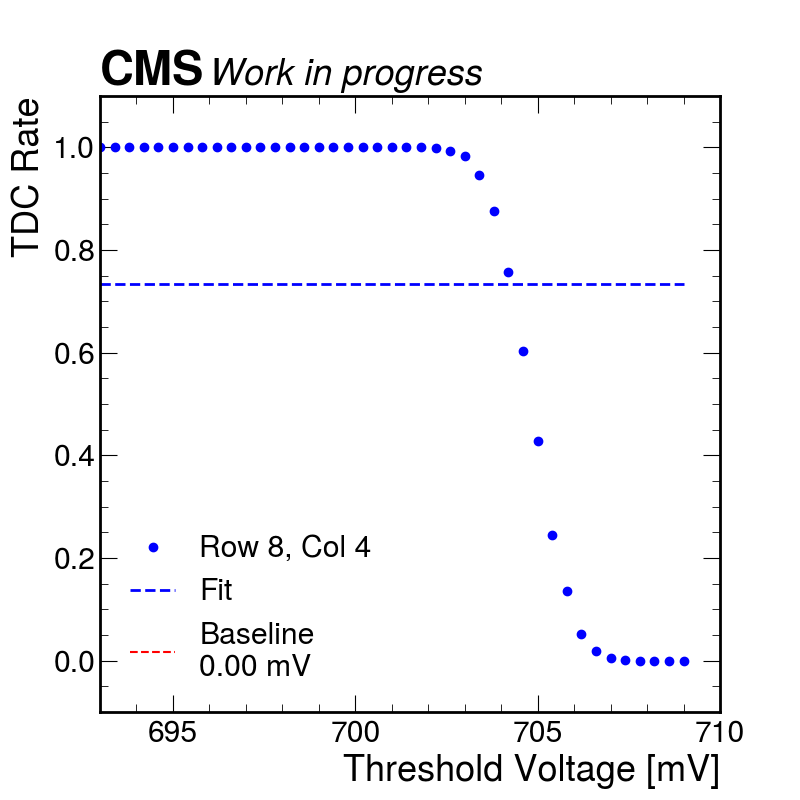 CMS Work in progress
TDC Rate
1.0
0.8
0.6
0.4
0.2
0.0
Row 8, Col 4
Fit
Baseline
0.00 mV
695 700 705 710
Threshold Voltage [mV]